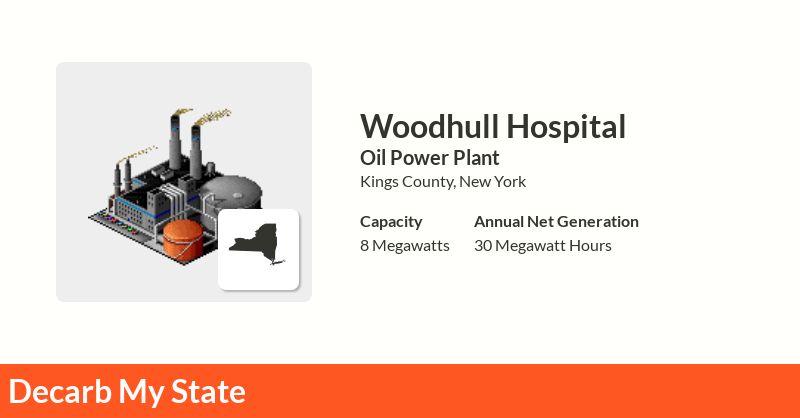 Woodhull Hospital
Oil Power Plant
Kings County, New York
Capacity
8 Megawatts
Annual Net Generation
30 Megawatt Hours
Decarb My State